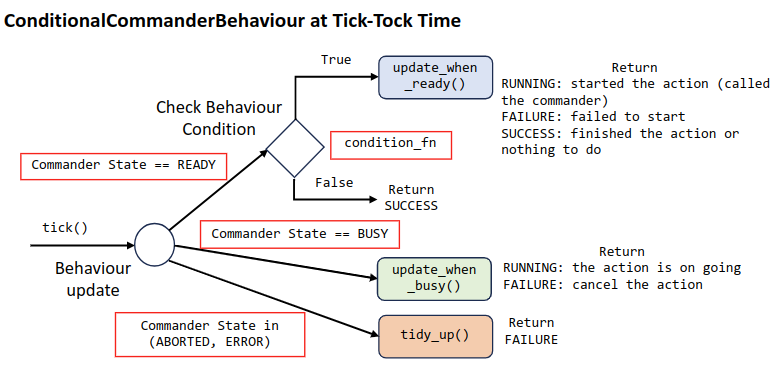 ConditionalCommanderBehaviour at Tick-Tock Time
True
update_when
_ready()
Return
RUNNING: started the action (called
the commander)
FAILURE: failed to start
SUCCESS: finished the action or
nothing to do
Check Behaviour
Condition
condition_fn
Commander State == READY
False
Return
SUCCESS
tick()
Commander State == BUSY
Behaviour
update
update_when
_busy()
Return
RUNNING: the action is on going
FAILURE: cancel the action
Commander State in
(ABORTED, ERROR)
tidy_up()
Return
FAILURE